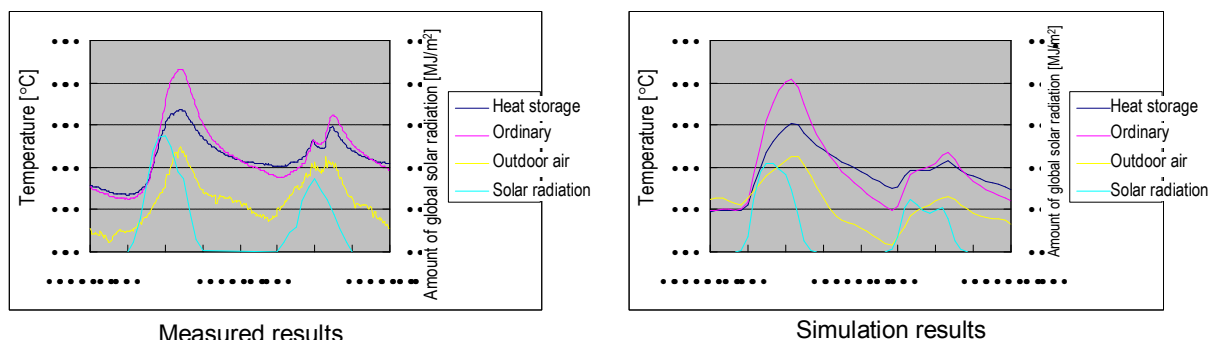 Temperature [°C]
Amount of global solar radiation [MJ/m²]
Heat storage
Ordinary
Outdoor air
Solar radiation
Measured results
Temperature [°C]
Amount of global solar radiation [MJ/m²]
Heat storage
Ordinary
Outdoor air
Solar radiation
Simulation results